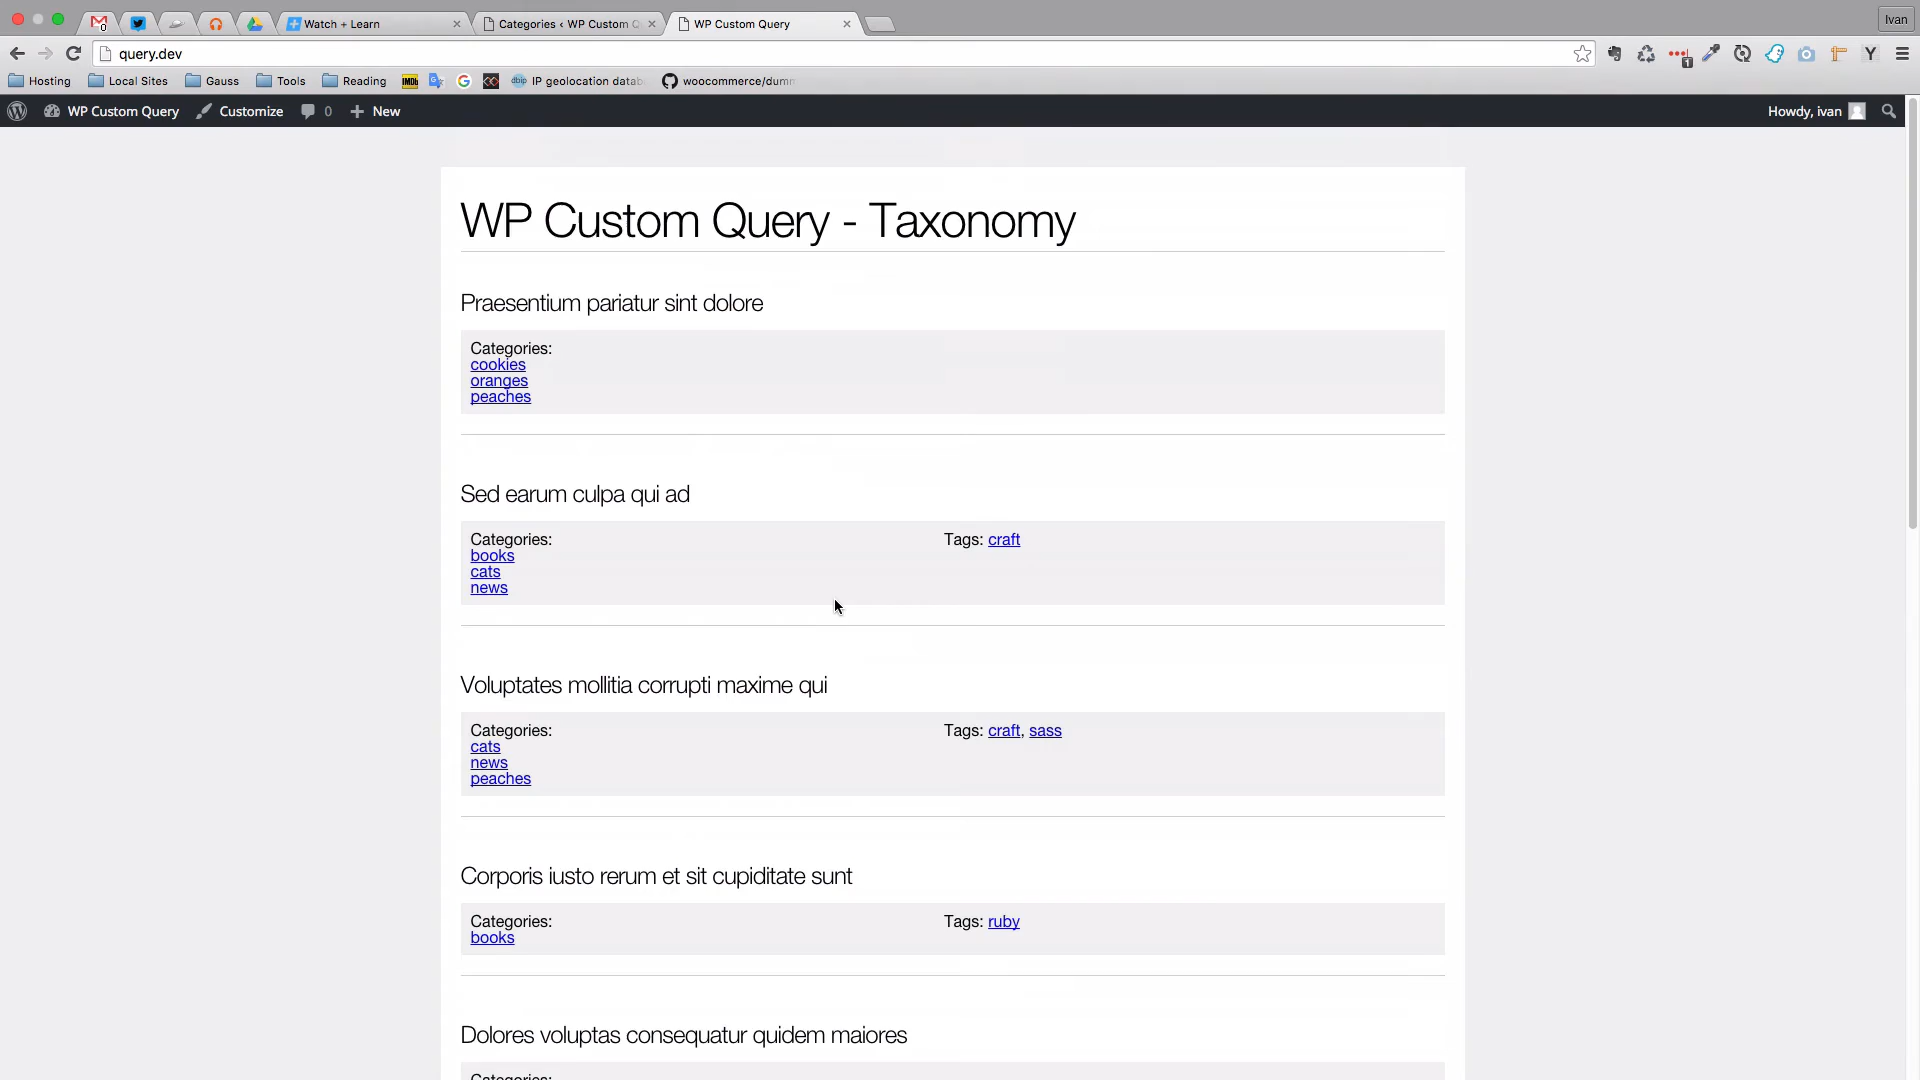 Watch + Learn
Categories ‹ WP Custom Q
WP Custom Query
Ivan
query.dev
1
Hosting
Local Sites
Gauss
Tools
Reading
IMDb
dbip
IP geolocation datab
woocommerce/dumm
WP Custom Query
Customize
0
New
Howdy, ivan
WP Custom Query - Taxonomy
Praesentium pariatur sint dolore
Categories:
cookies
oranges
peaches
Sed earum culpa qui ad
Categories:
books
cats
news
Tags: craft
Voluptates mollitia corrupti maxime qui
Categories:
cats
news
peaches
Tags: craft, sass
Corporis iusto rerum et sit cupiditate sunt
Categories:
books
Tags: ruby
Dolores voluptas consequatur quidem maiores
Categories: